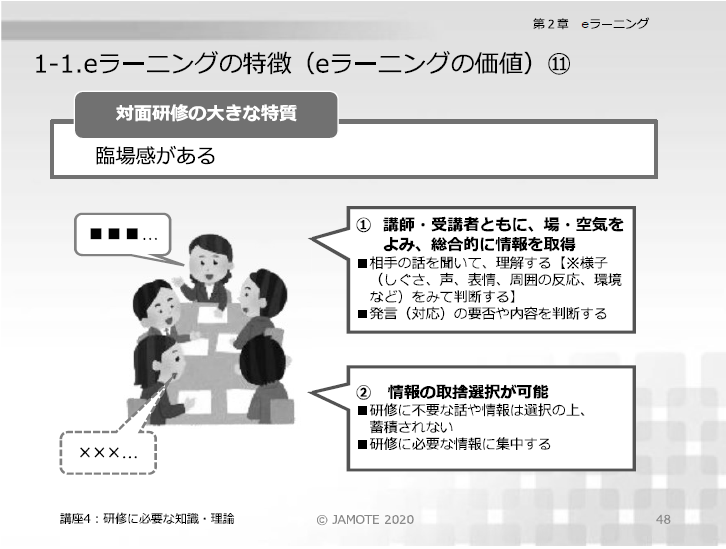 第２章　eラーニング
1-1.eラーニングの特徴（eラーニングの価値）⑪
対面研修の大きな特質
臨場感がある
■ ■ ■ …
① 講師・受講者ともに、場・空気を
よみ、総合的に情報を取得
■相手の話を聞いて、理解する【※様子
（しぐさ、声、表情、周囲の反応、環境
など）をみて判断する】
■発言（対応）の要否や内容を判断する
② 情報の取捨選択が可能
■研修に不要な話や情報は選択の上、
蓄積されない
■研修に必要な情報に集中する
×××…
講座4：研修に必要な知識・理論
© JAMOTE 2020
48